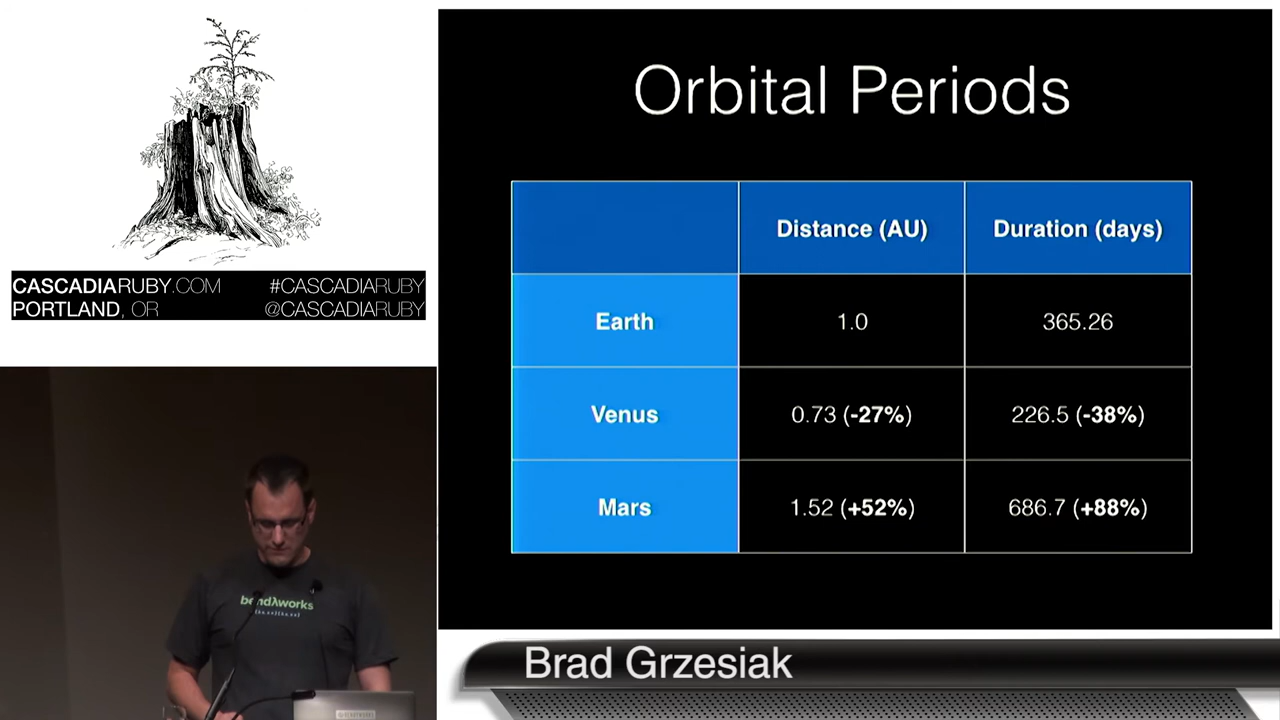 CASCADIARUBY.COM #CASCADIARUBY
PORTLAND, OR @CASCADIARUBY
Orbital Periods
Distance (AU) Duration (days)
Earth 1.0 365.26
Venus 0.73 (-27%) 226.5 (-38%)
Mars 1.52 (+52%) 686.7 (+88%)
bendλworks
Brad Grzesiak